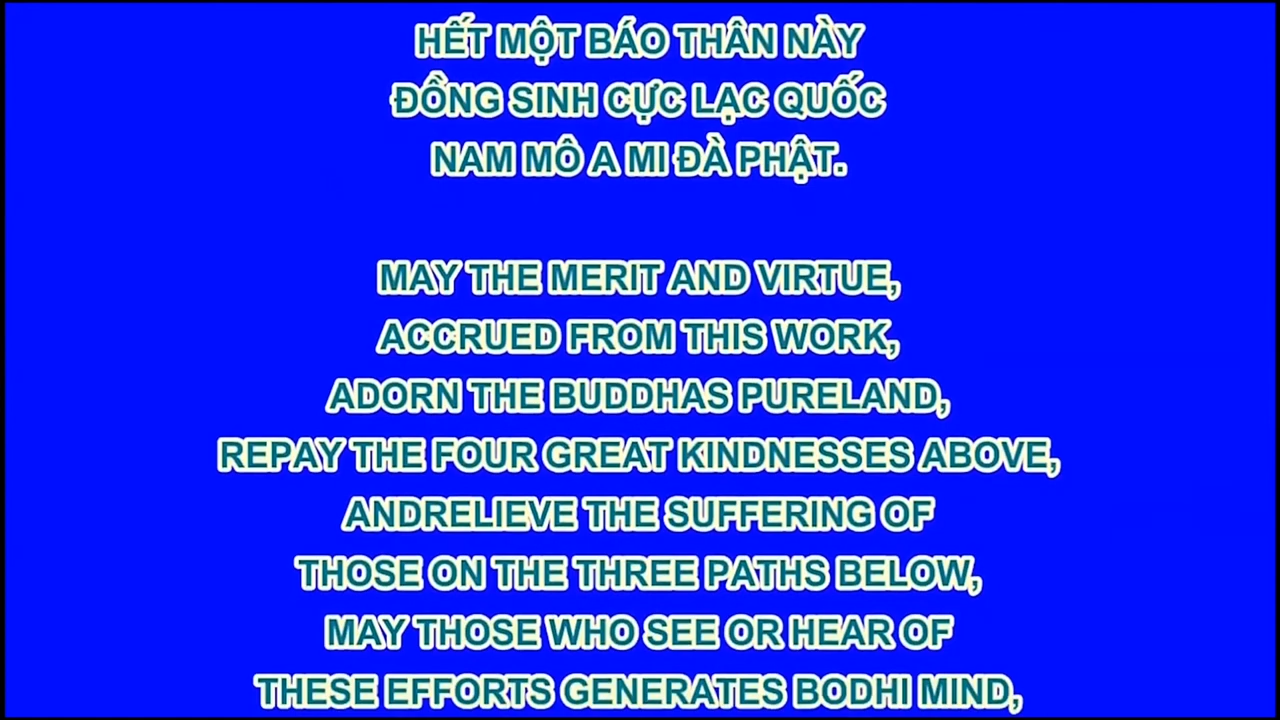 HẾT MỘT BÁO THÂN NÀY
ĐỒNG SINH CỰC LẠC QUỐC
NAM MÔ A MI ĐÀ PHẬT.
MAY THE MERIT AND VIRTUE,
ACCRUED FROM THIS WORK,
ADORN THE BUDDHAS PURELAND,
REPAY THE FOUR GREAT KINDNESSES ABOVE,
ANDRELIEVE THE SUFFERING OF
THOSE ON THE THREE PATHS BELOW,
MAY THOSE WHO SEE OR HEAR OF
THESE EFFORTS GENERATES BODHI MIND,